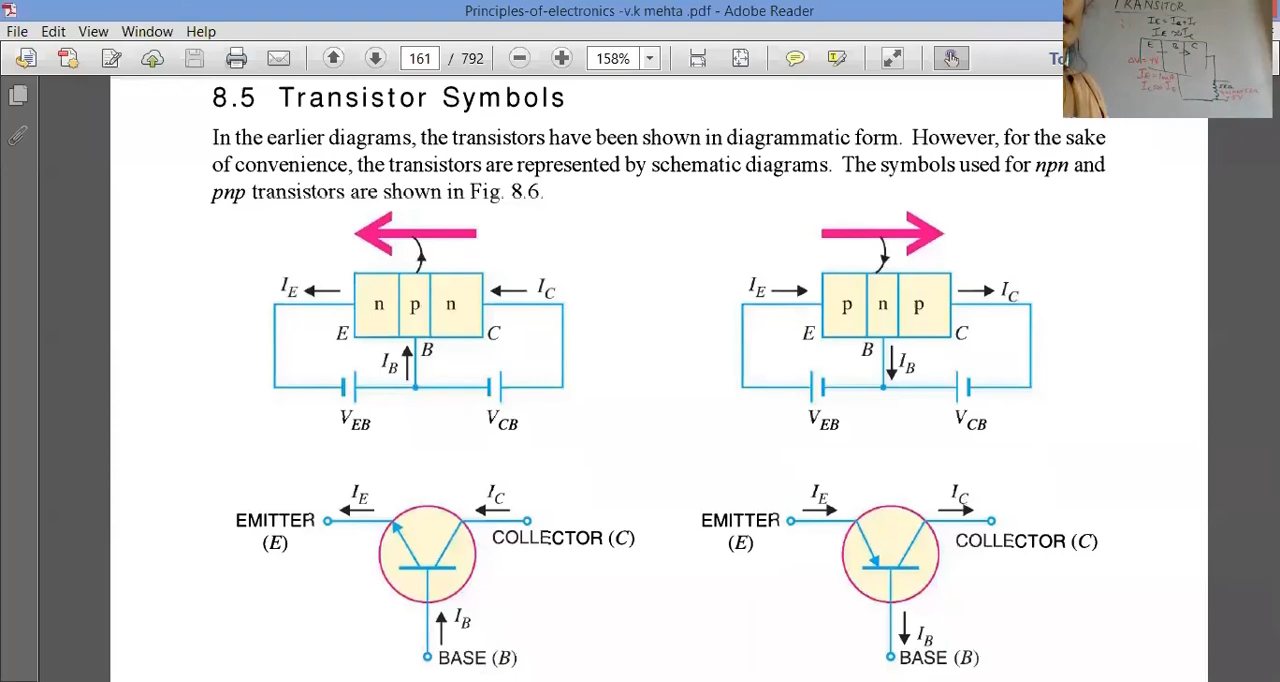 Principles-of-electronics -v.k mehta .pdf - Adobe Reader
File Edit View Window Help
161 / 792 158%
TRANSITOR
E B C
8.5 Transistor Symbols
In the earlier diagrams, the transistors have been shown in diagrammatic form. However, for the sake
of convenience, the transistors are represented by schematic diagrams. The symbols used for npn and
pnp transistors are shown in Fig. 8.6.
IE n p n IC
E B C
IB
VEB VCB
IE p n p IC
E B C
IB
VEB VCB
IE IC
EMITTER (E)
COLLECTOR (C)
IB
BASE (B)
IE IC
EMITTER (E)
COLLECTOR (C)
IB
BASE (B)